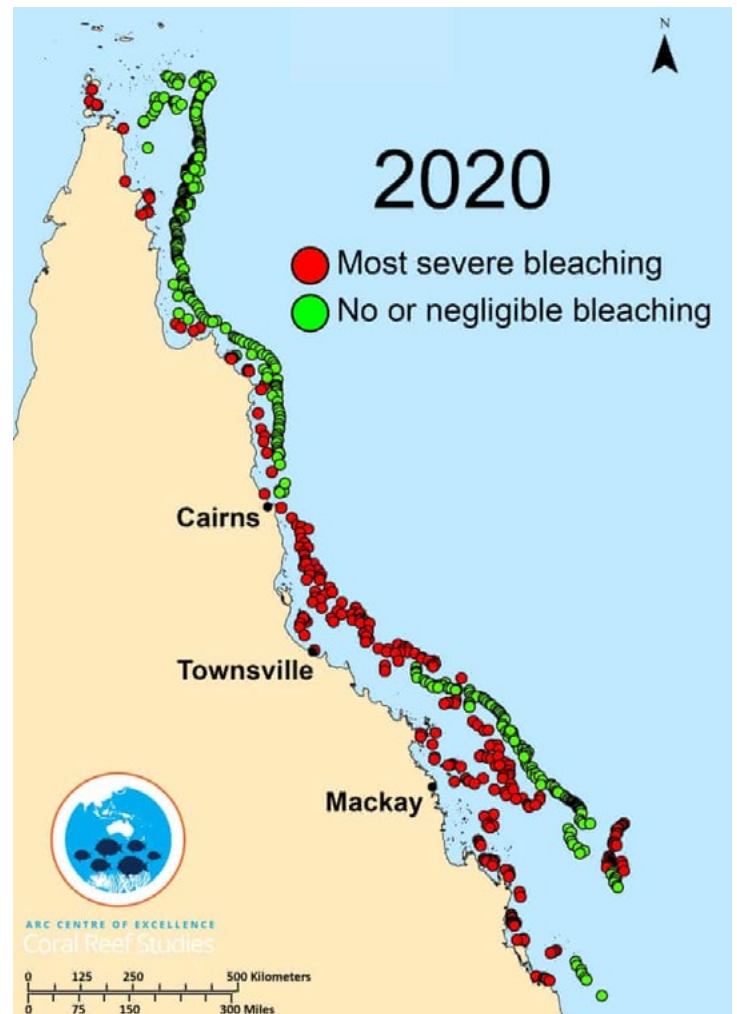 N
2020
Most severe bleaching
No or negligible bleaching
Cairns
Townsville
Mackay
ARC CENTRE OF EXCELLENCE
Coral Reef Studies
0 125 250 500 Kilometers
0 75 150 300 Miles